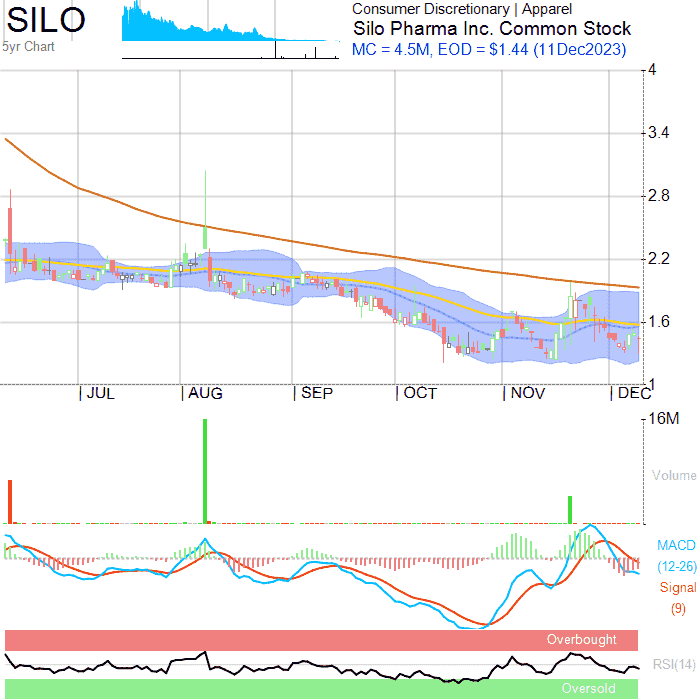 SILO
5yr Chart
Consumer Discretionary | Apparel
Silo Pharma Inc. Common Stock
MC = 4.5M, EOD = $1.44 (11Dec2023)
4
3.4
2.8
2.2
1.6
1
| JUL | AUG | SEP | OCT | NOV | DEC
16M
Volume
MACD
(12-26)
Signal
(9)
Overbought
RSI(14)
Oversold